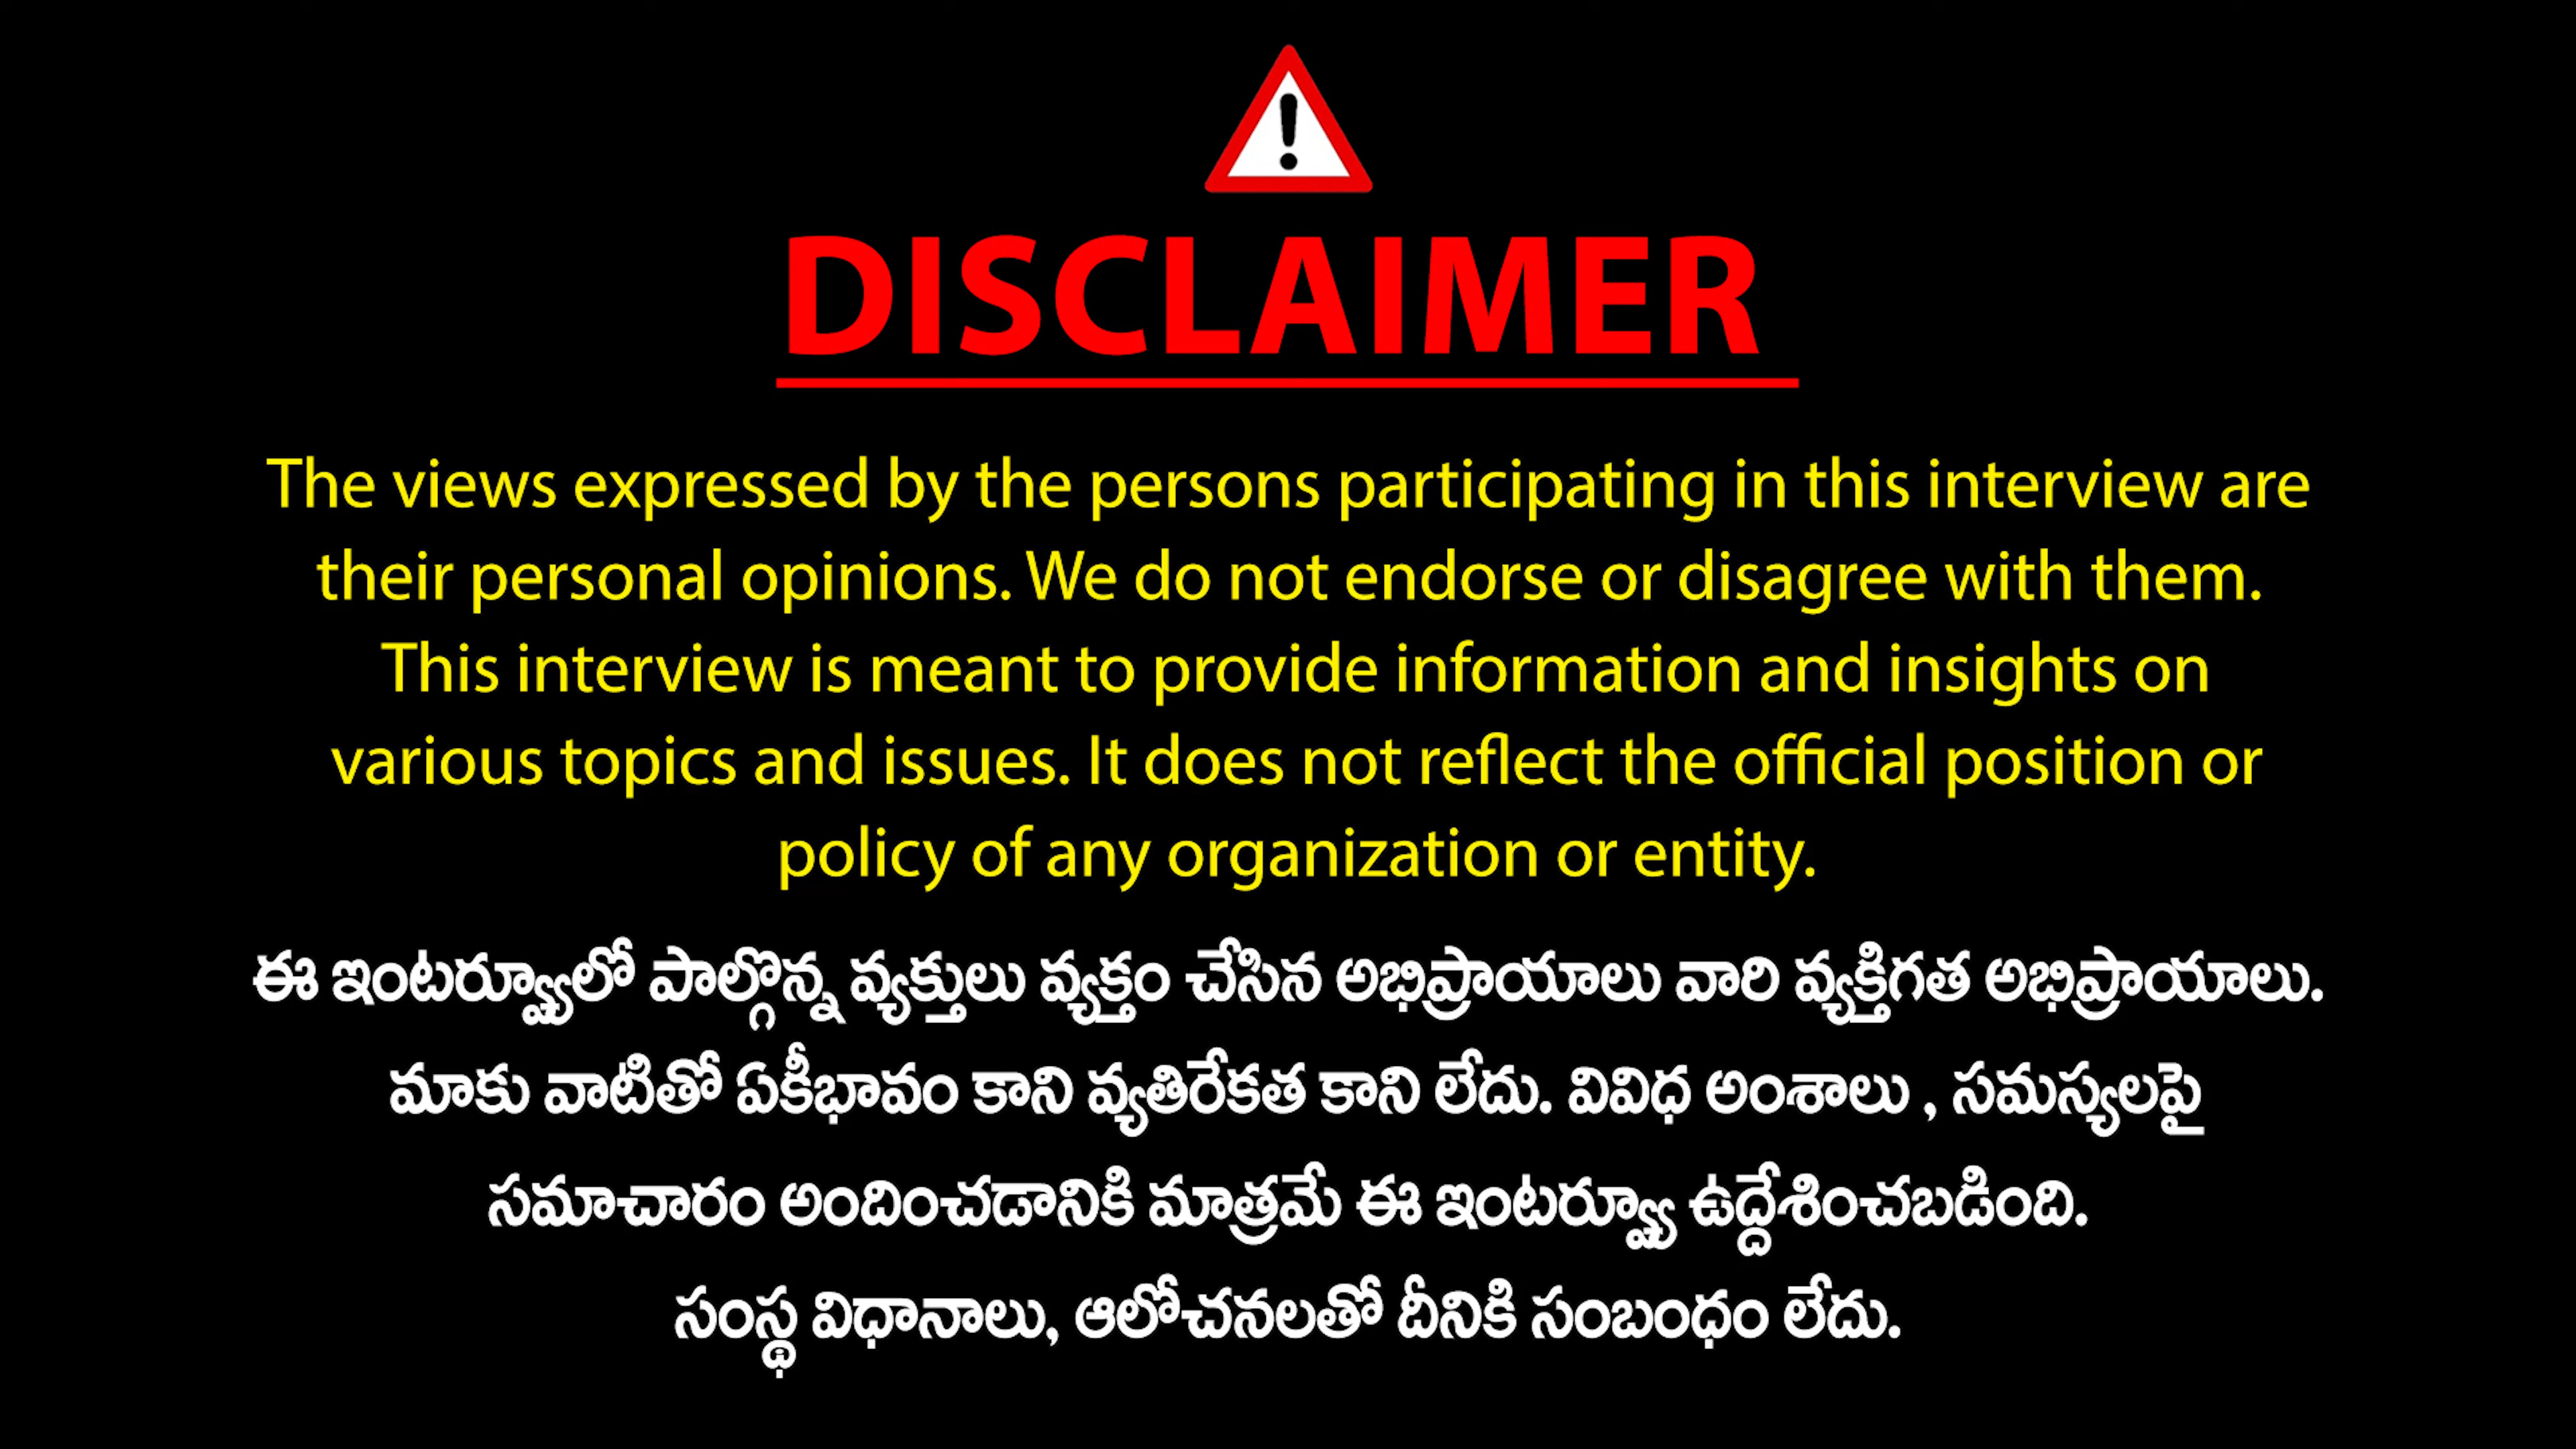 DISCLAIMER
The views expressed by the persons participating in this interview are
their personal opinions. We do not endorse or disagree with them.
This interview is meant to provide information and insights on
various topics and issues. It does not reflect the official position or
policy of any organization or entity.
ఈ ఇంటర్వ్యూలో పాల్గొన్న వ్యక్తులు వ్యక్తం చేసిన అభిప్రాయాలు వారి వ్యక్తిగత అభిప్రాయాలు.
మాకు వాటితో ఏకీభావం కాని వ్యతిరేకత కాని లేదు. వివిధ అంశాలు , సమస్యలపై
సమాచారం అందించడానికి మాత్రమే ఈ ఇంటర్వ్యూ ఉద్దేశించబడింది.
సంస్థ విధానాలు, ఆలోచనలతో దీనికి సంబంధం లేదు.